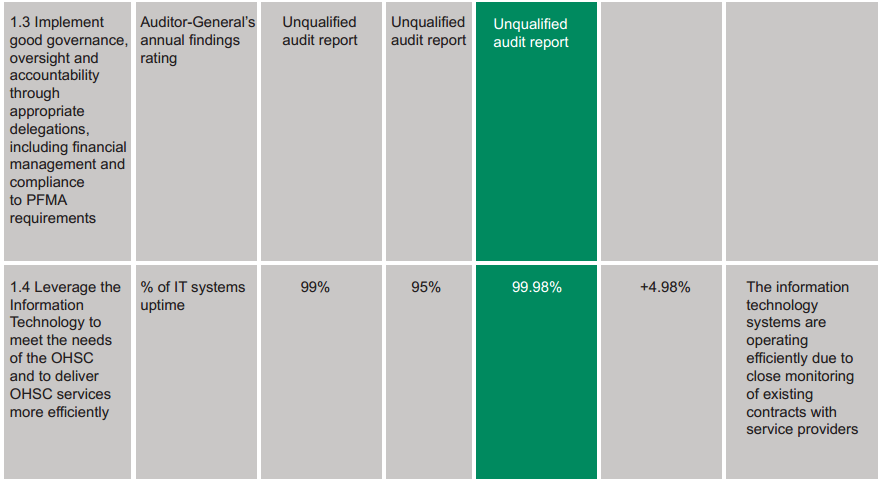 1.3 Implement
good governance,
oversight and
accountability
through
appropriate
delegations,
including financial
management and
compliance
to PFMA
requirements
Auditor-General’s
annual findings
rating
Unqualified
audit report
Unqualified
audit report
Unqualified
audit report
1.4 Leverage the
Information
Technology to
meet the needs
of the OHSC
and to deliver
OHSC services
more efficiently
% of IT systems
uptime
99%
95%
99.98%
+4.98%
The information
technology
systems are
operating
efficiently due to
close monitoring
of existing
contracts with
service providers